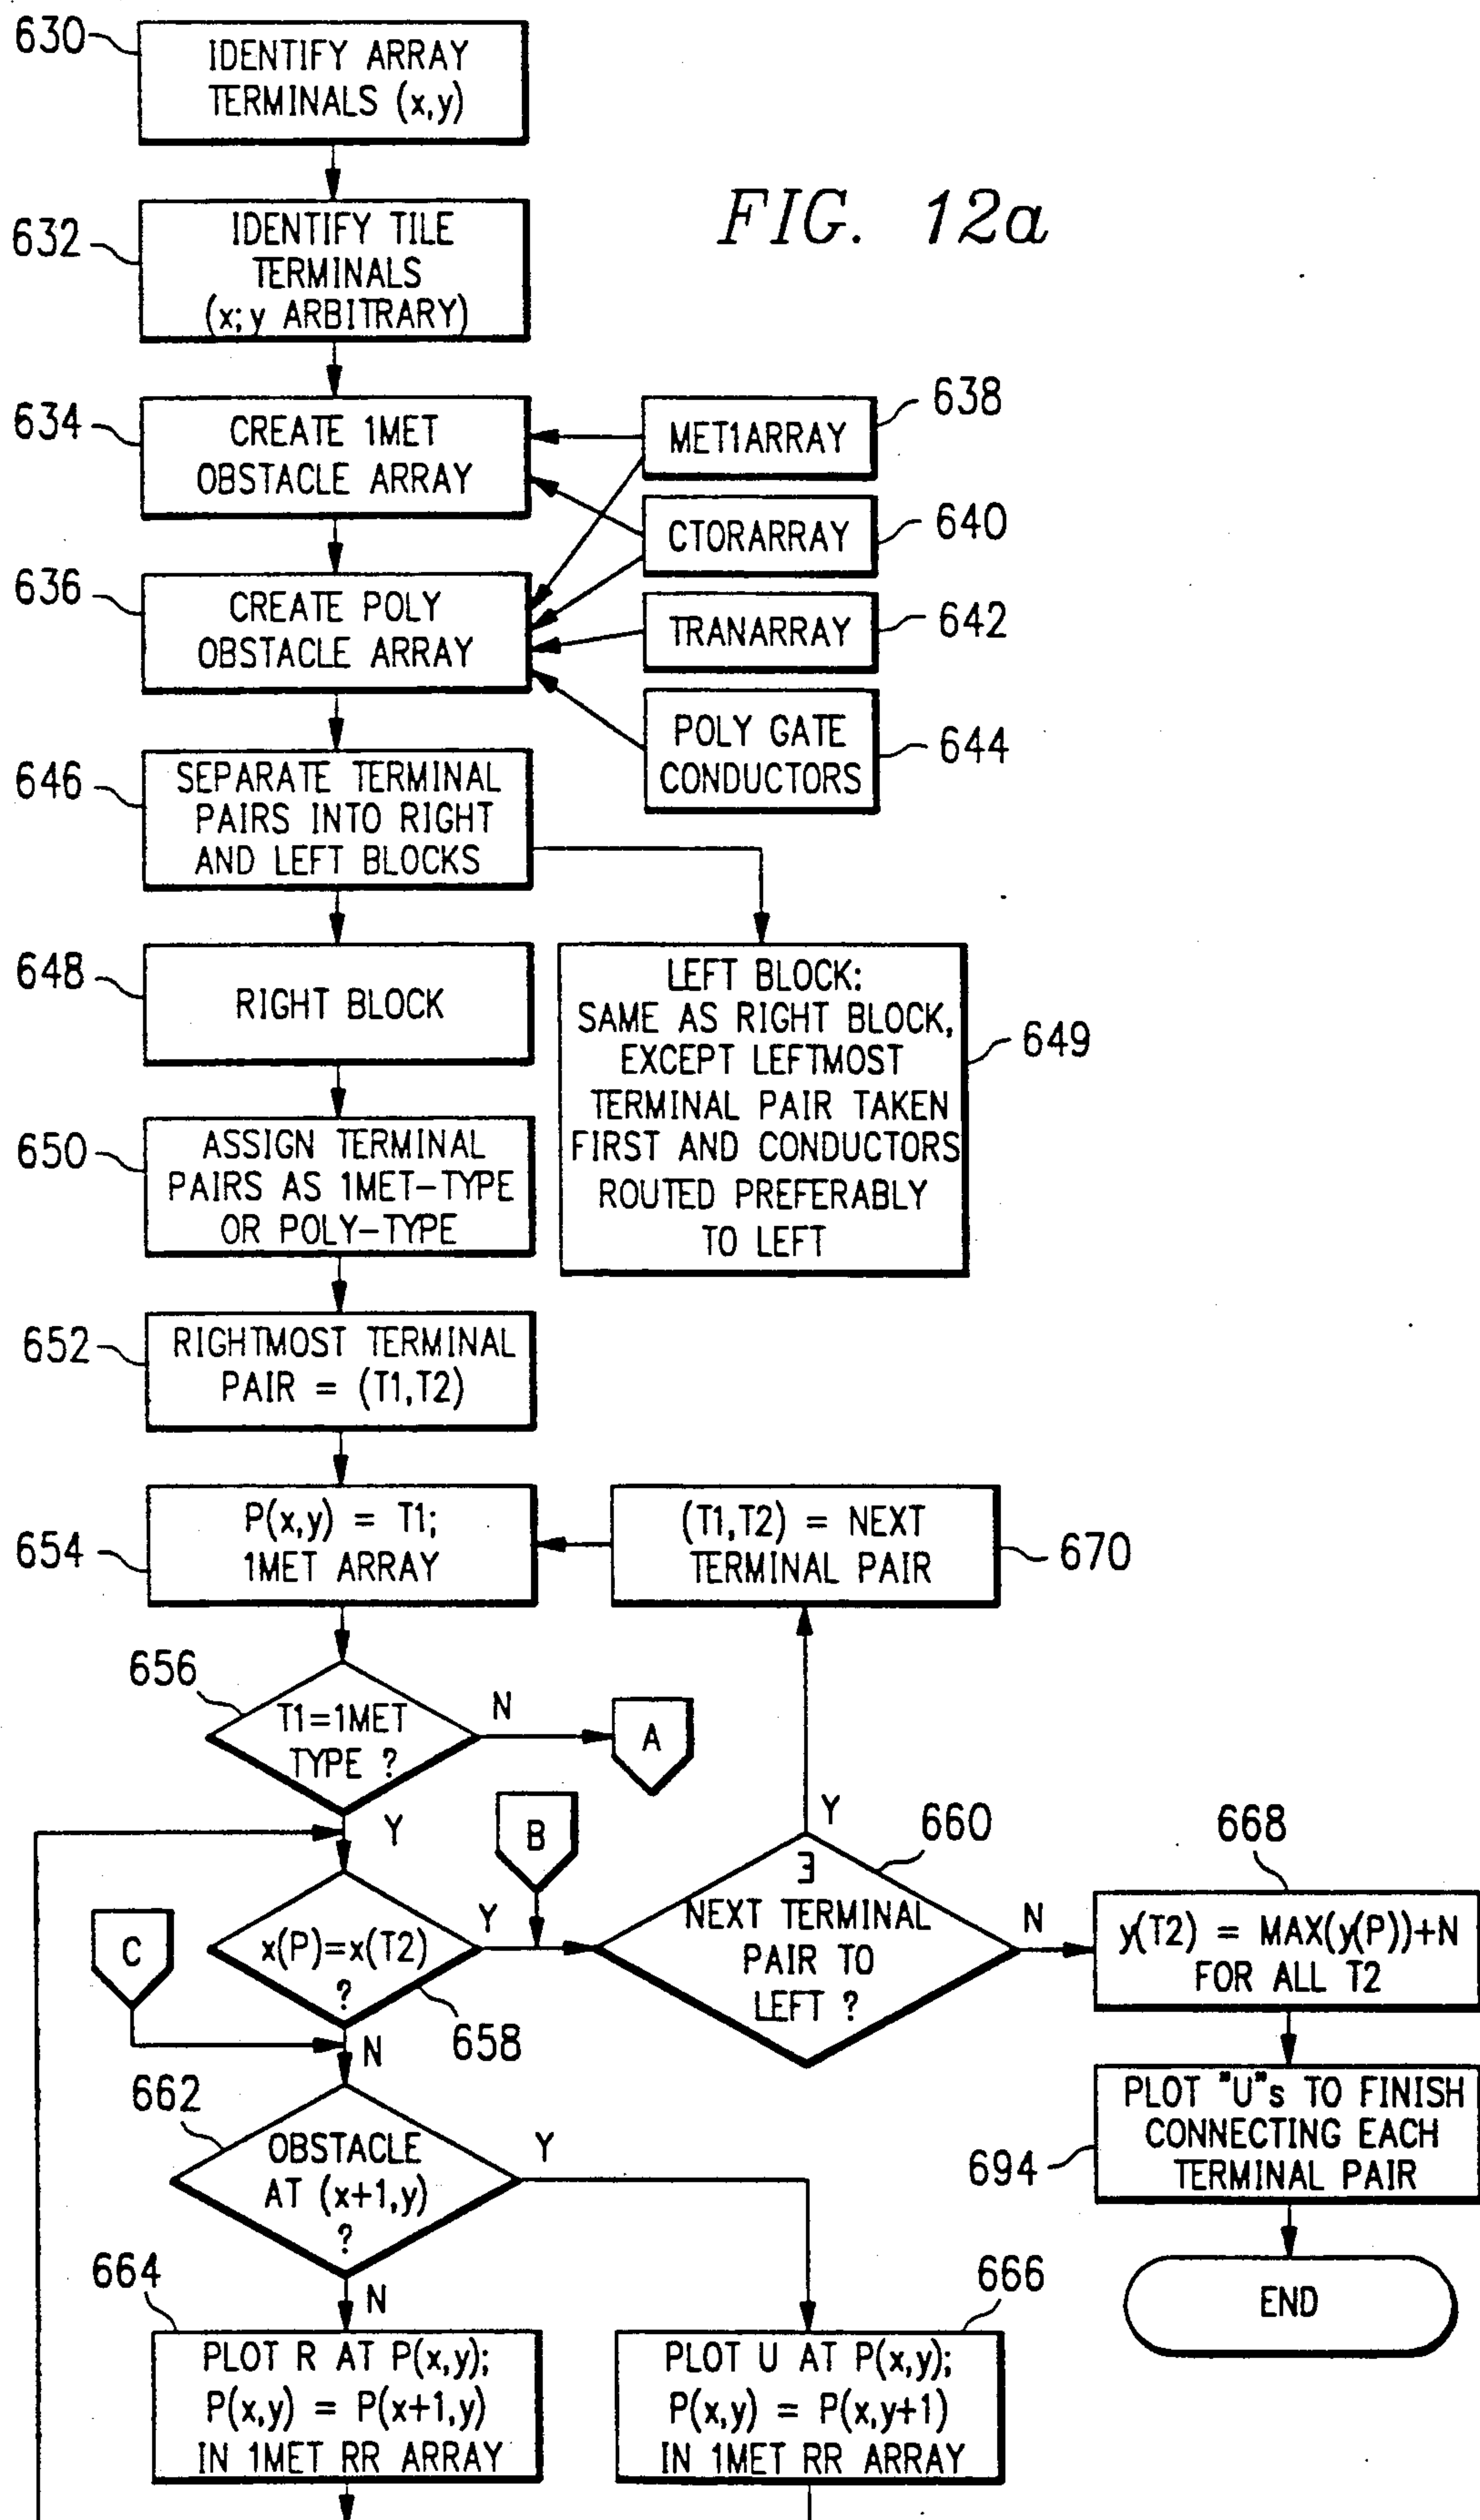 630
IDENTIFY ARRAY
TERMINALS (x,y)
FIG. 12a
632
IDENTIFY TILE
TERMINALS
(x; y ARBITRARY)
634
CREATE 1MET
OBSTACLE ARRAY
MET1ARRAY
638
CTORARRAY
640
636
CREATE POLY
OBSTACLE ARRAY
TRANARRAY
642
POLY GATE
CONDUCTORS
644
646
SEPARATE TERMINAL
PAIRS INTO RIGHT
AND LEFT BLOCKS
648
RIGHT BLOCK
LEFT BLOCK:
SAME AS RIGHT BLOCK,
EXCEPT LEFTMOST
TERMINAL PAIR TAKEN
FIRST AND CONDUCTORS
ROUTED PREFERABLY
TO LEFT
649
650
ASSIGN TERMINAL
PAIRS AS 1MET-TYPE
OR POLY-TYPE
652
RIGHTMOST TERMINAL
PAIR = (T1,T2)
654
P(x,y) = T1;
1MET ARRAY
(T1,T2) = NEXT
TERMINAL PAIR
670
656
T1=1MET
TYPE ?
N
A
Y
B
Y
660
668
C
x(P)=x(T2)
?
Y
658
N
∃
NEXT TERMINAL
PAIR TO
LEFT ?
N
y(T2) = MAX(y(P))+N
FOR ALL T2
662
OBSTACLE
AT (x+1,y)
?
Y
N
694
PLOT "U"s TO FINISH
CONNECTING EACH
TERMINAL PAIR
END
664
PLOT R AT P(x,y);
P(x,y) = P(x+1,y)
IN 1MET RR ARRAY
666
PLOT U AT P(x,y);
P(x,y) = P(x,y+1)
IN 1MET RR ARRAY